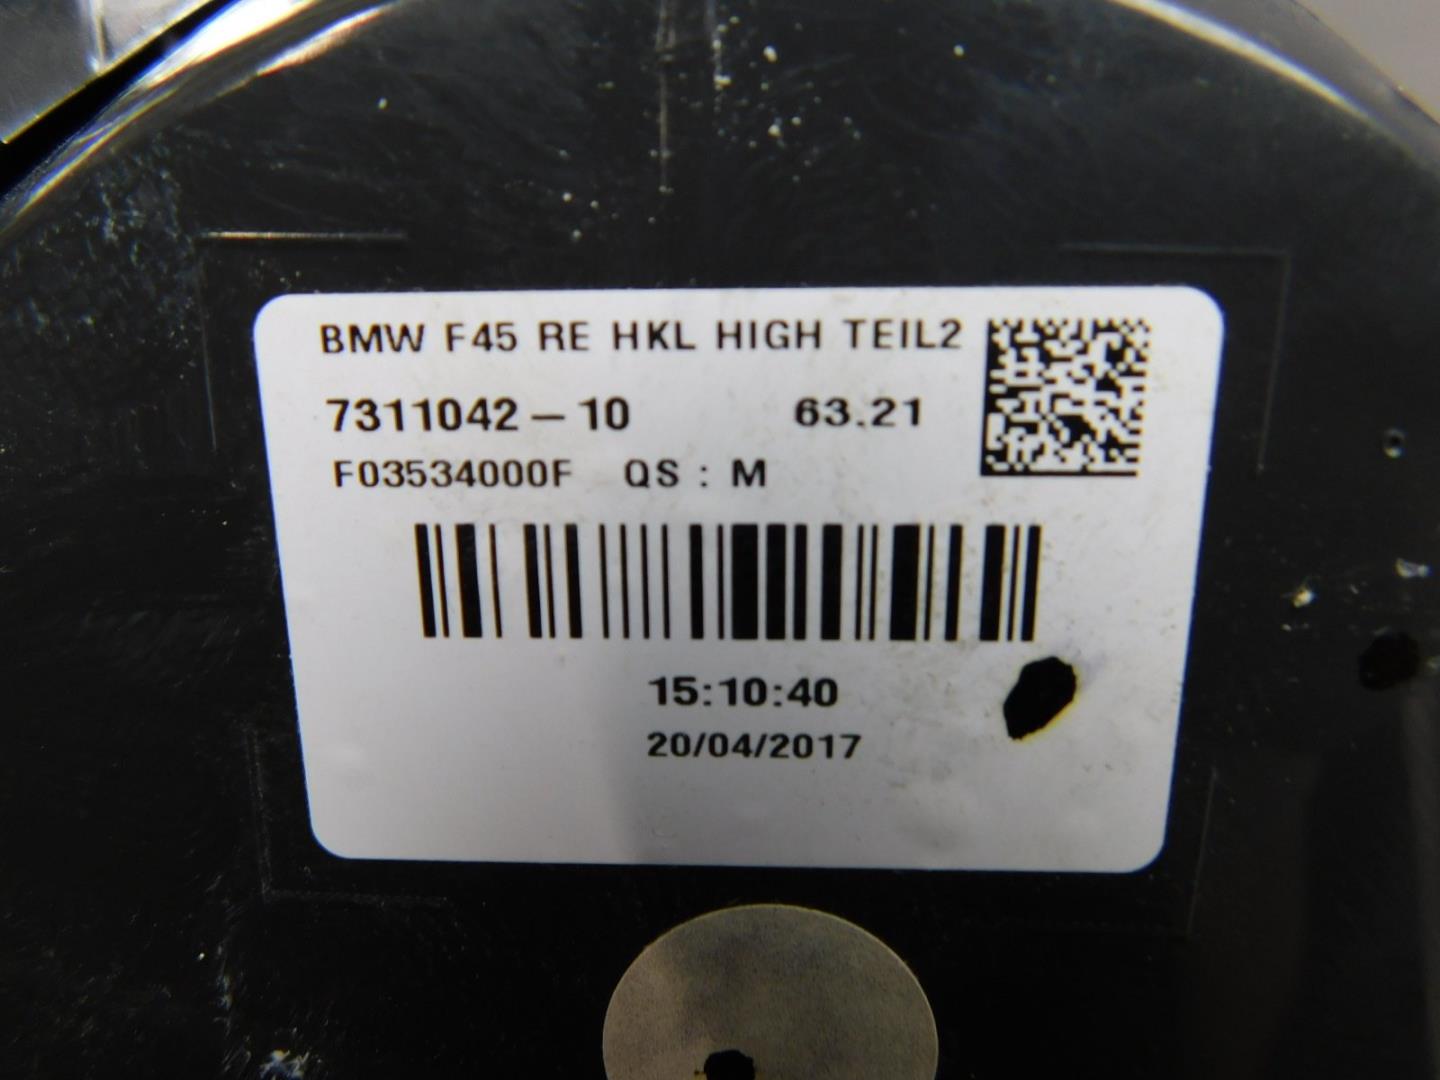 BMW F45 RE HKL HIGH TEIL2
7311042-10 63.21
F03534000F QS : M
15:10:40
20/04/2017